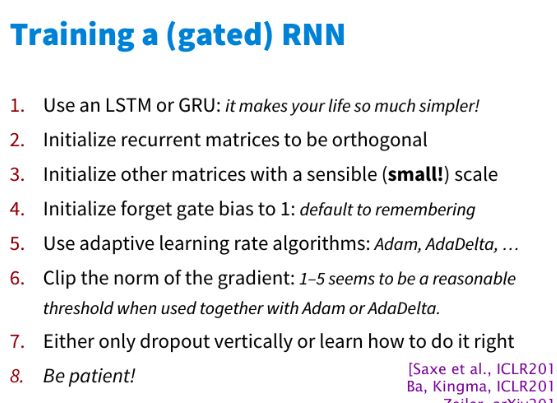 Training a (gated) RNN
1. Use an LSTM or GRU: it makes your life so much simpler!
2. Initialize recurrent matrices to be orthogonal
3. Initialize other matrices with a sensible (small!) scale
4. Initialize forget gate bias to 1: default to remembering
5. Use adaptive learning rate algorithms: Adam, AdaDelta, …
6. Clip the norm of the gradient: 1–5 seems to be a reasonable
threshold when used together with Adam or AdaDelta.
7. Either only dropout vertically or learn how to do it right
8. Be patient!
[Saxe et al., ICLR201
Ba, Kingma, ICLR201